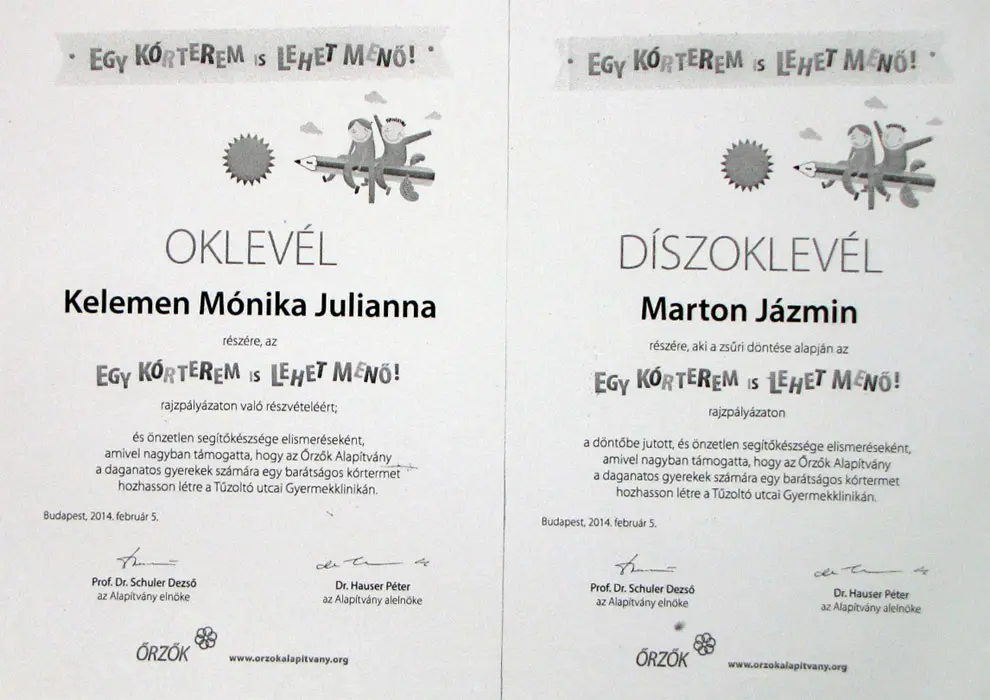 • EGY KÓRTEREM IS LEHET MENŐ! •
OKLEVÉL
Kelemen Mónika Julianna
részére, az
EGY KÓRTEREM IS LEHET MENŐ!
rajzpályázaton való részvételéért;
és önzetlen segítőkészsége elismeréseként,
amivel nagyban támogatta, hogy az Őrzők Alapítvány
a daganatos gyerekek számára egy barátságos kórtermet
hozhasson létre a Tűzoltó utcai Gyermekklinikán.
Budapest, 2014. február 5.
Prof. Dr. Schuler Dezső
az Alapítvány elnöke
Dr. Hauser Péter
az Alapítvány alelnöke
ŐRZŐK
www.orzokalapitvany.org
• EGY KÓRTEREM IS LEHET MENŐ! •
DÍSZOKLEVÉL
Marton Jázmin
részére, aki a zsűri döntése alapján az
EGY KÓRTEREM IS LEHET MENŐ!
rajzpályázaton
a döntőbe jutott, és önzetlen segítőkészsége elismeréseként,
amivel nagyban támogatta, hogy az Őrzők Alapítvány
a daganatos gyerekek számára egy barátságos kórtermet
hozhasson létre a Tűzoltó utcai Gyermekklinikán.
Budapest, 2014. február 5.
Prof. Dr. Schuler Dezső
az Alapítvány elnöke
Dr. Hauser Péter
az Alapítvány alelnöke
ŐRZŐK
www.orzokalapitvany.org